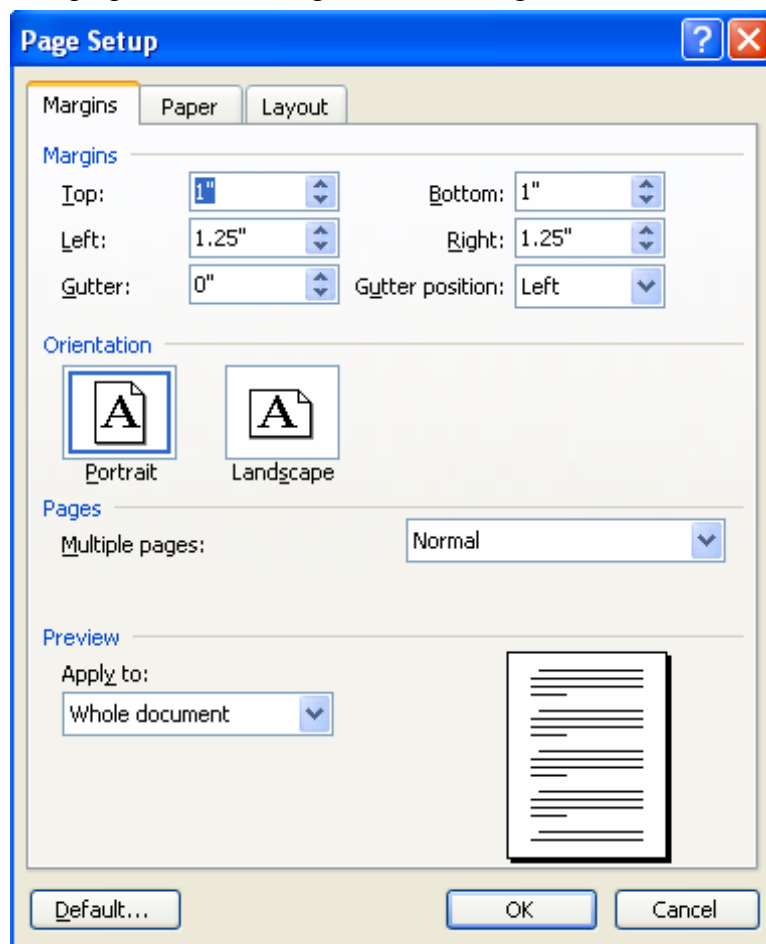 Page Setup
Margins Paper Layout
Margins
Top: 1" Bottom: 1"
Left: 1.25" Right: 1.25"
Gutter: 0" Gutter position: Left
Orientation
A A
Portrait Landscape
Pages
Multiple pages: Normal
Preview
Apply to:
Whole document
Default... OK Cancel